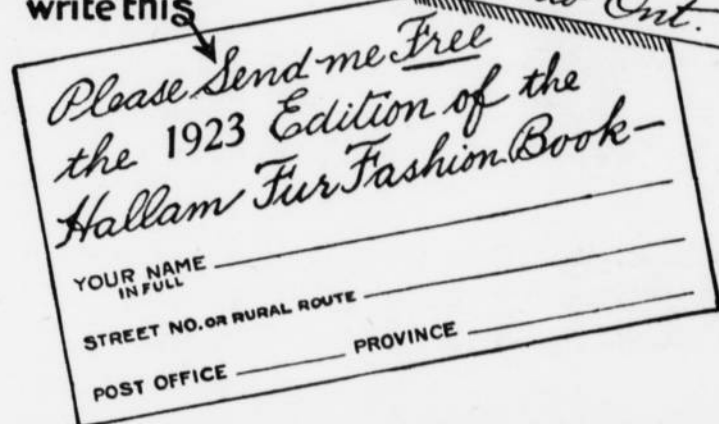 write this
Ont.
Please Send me Free
the 1923 Edition of the
Hallam Fur Fashion Book—
YOUR NAME
IN FULL
STREET NO. OR RURAL ROUTE
POST OFFICE PROVINCE